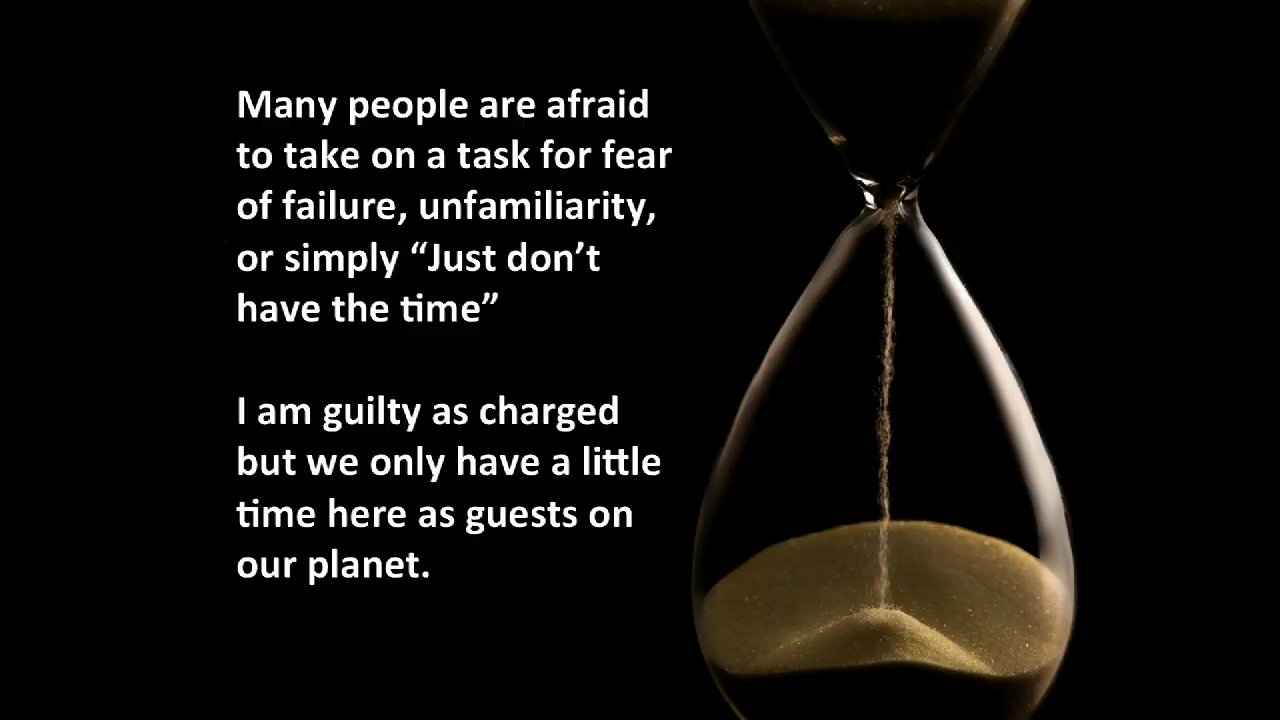 Many people are afraid
to take on a task for fear
of failure, unfamiliarity,
or simply “Just don’t
have the time”
I am guilty as charged
but we only have a little
time here as guests on
our planet.